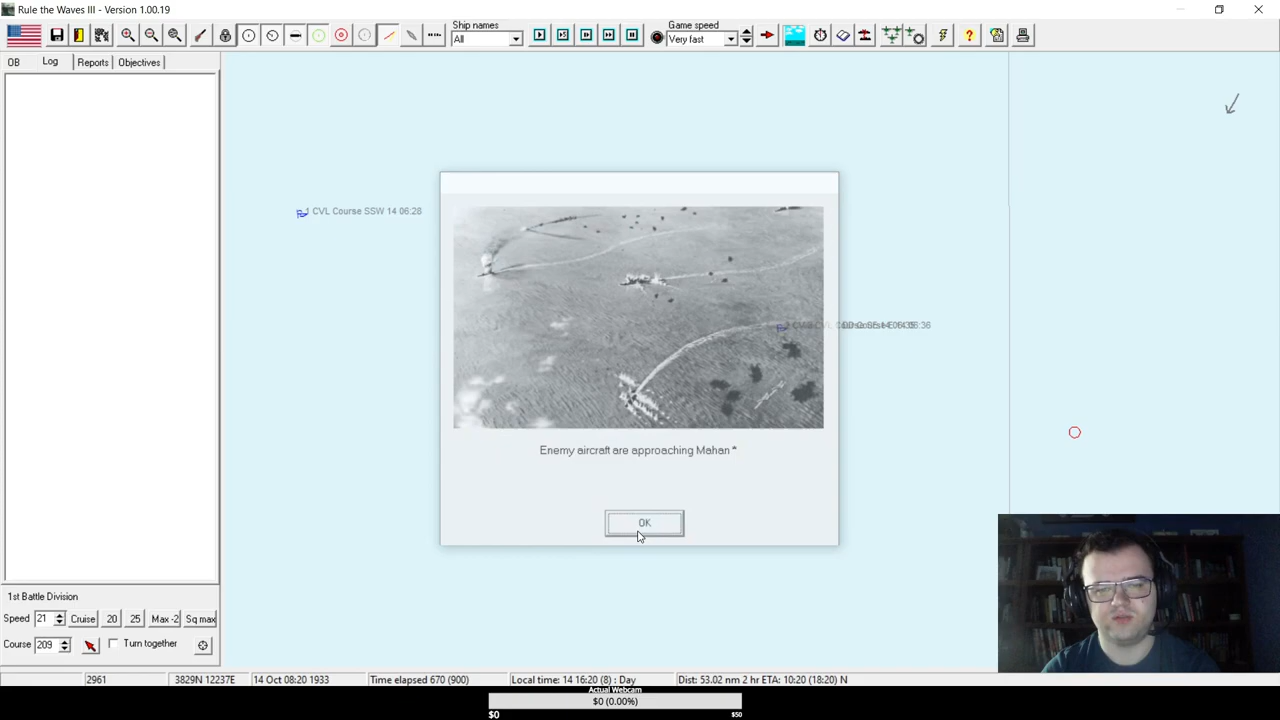 Rule the Waves III - Version 1.00.19
Ship names
All
Game speed
Very fast
OB
Log
Reports
Objectives
1 CVL Course SSW 14 06:28
Enemy aircraft are approaching Mahan *
OK
1st Battle Division
Speed 21 Cruise 20 25 Max -2 Sq max
Course 209 Turn together
2961
3829N 12237E
14 Oct 08:20 1933
Time elapsed 670 (900)
Local time: 14 16:20 (8) : Day
Dist: 53.02 nm 2 hr ETA: 10:20 (18:20) N
Actual Webcam
$0 (0.00%)
$0
$50